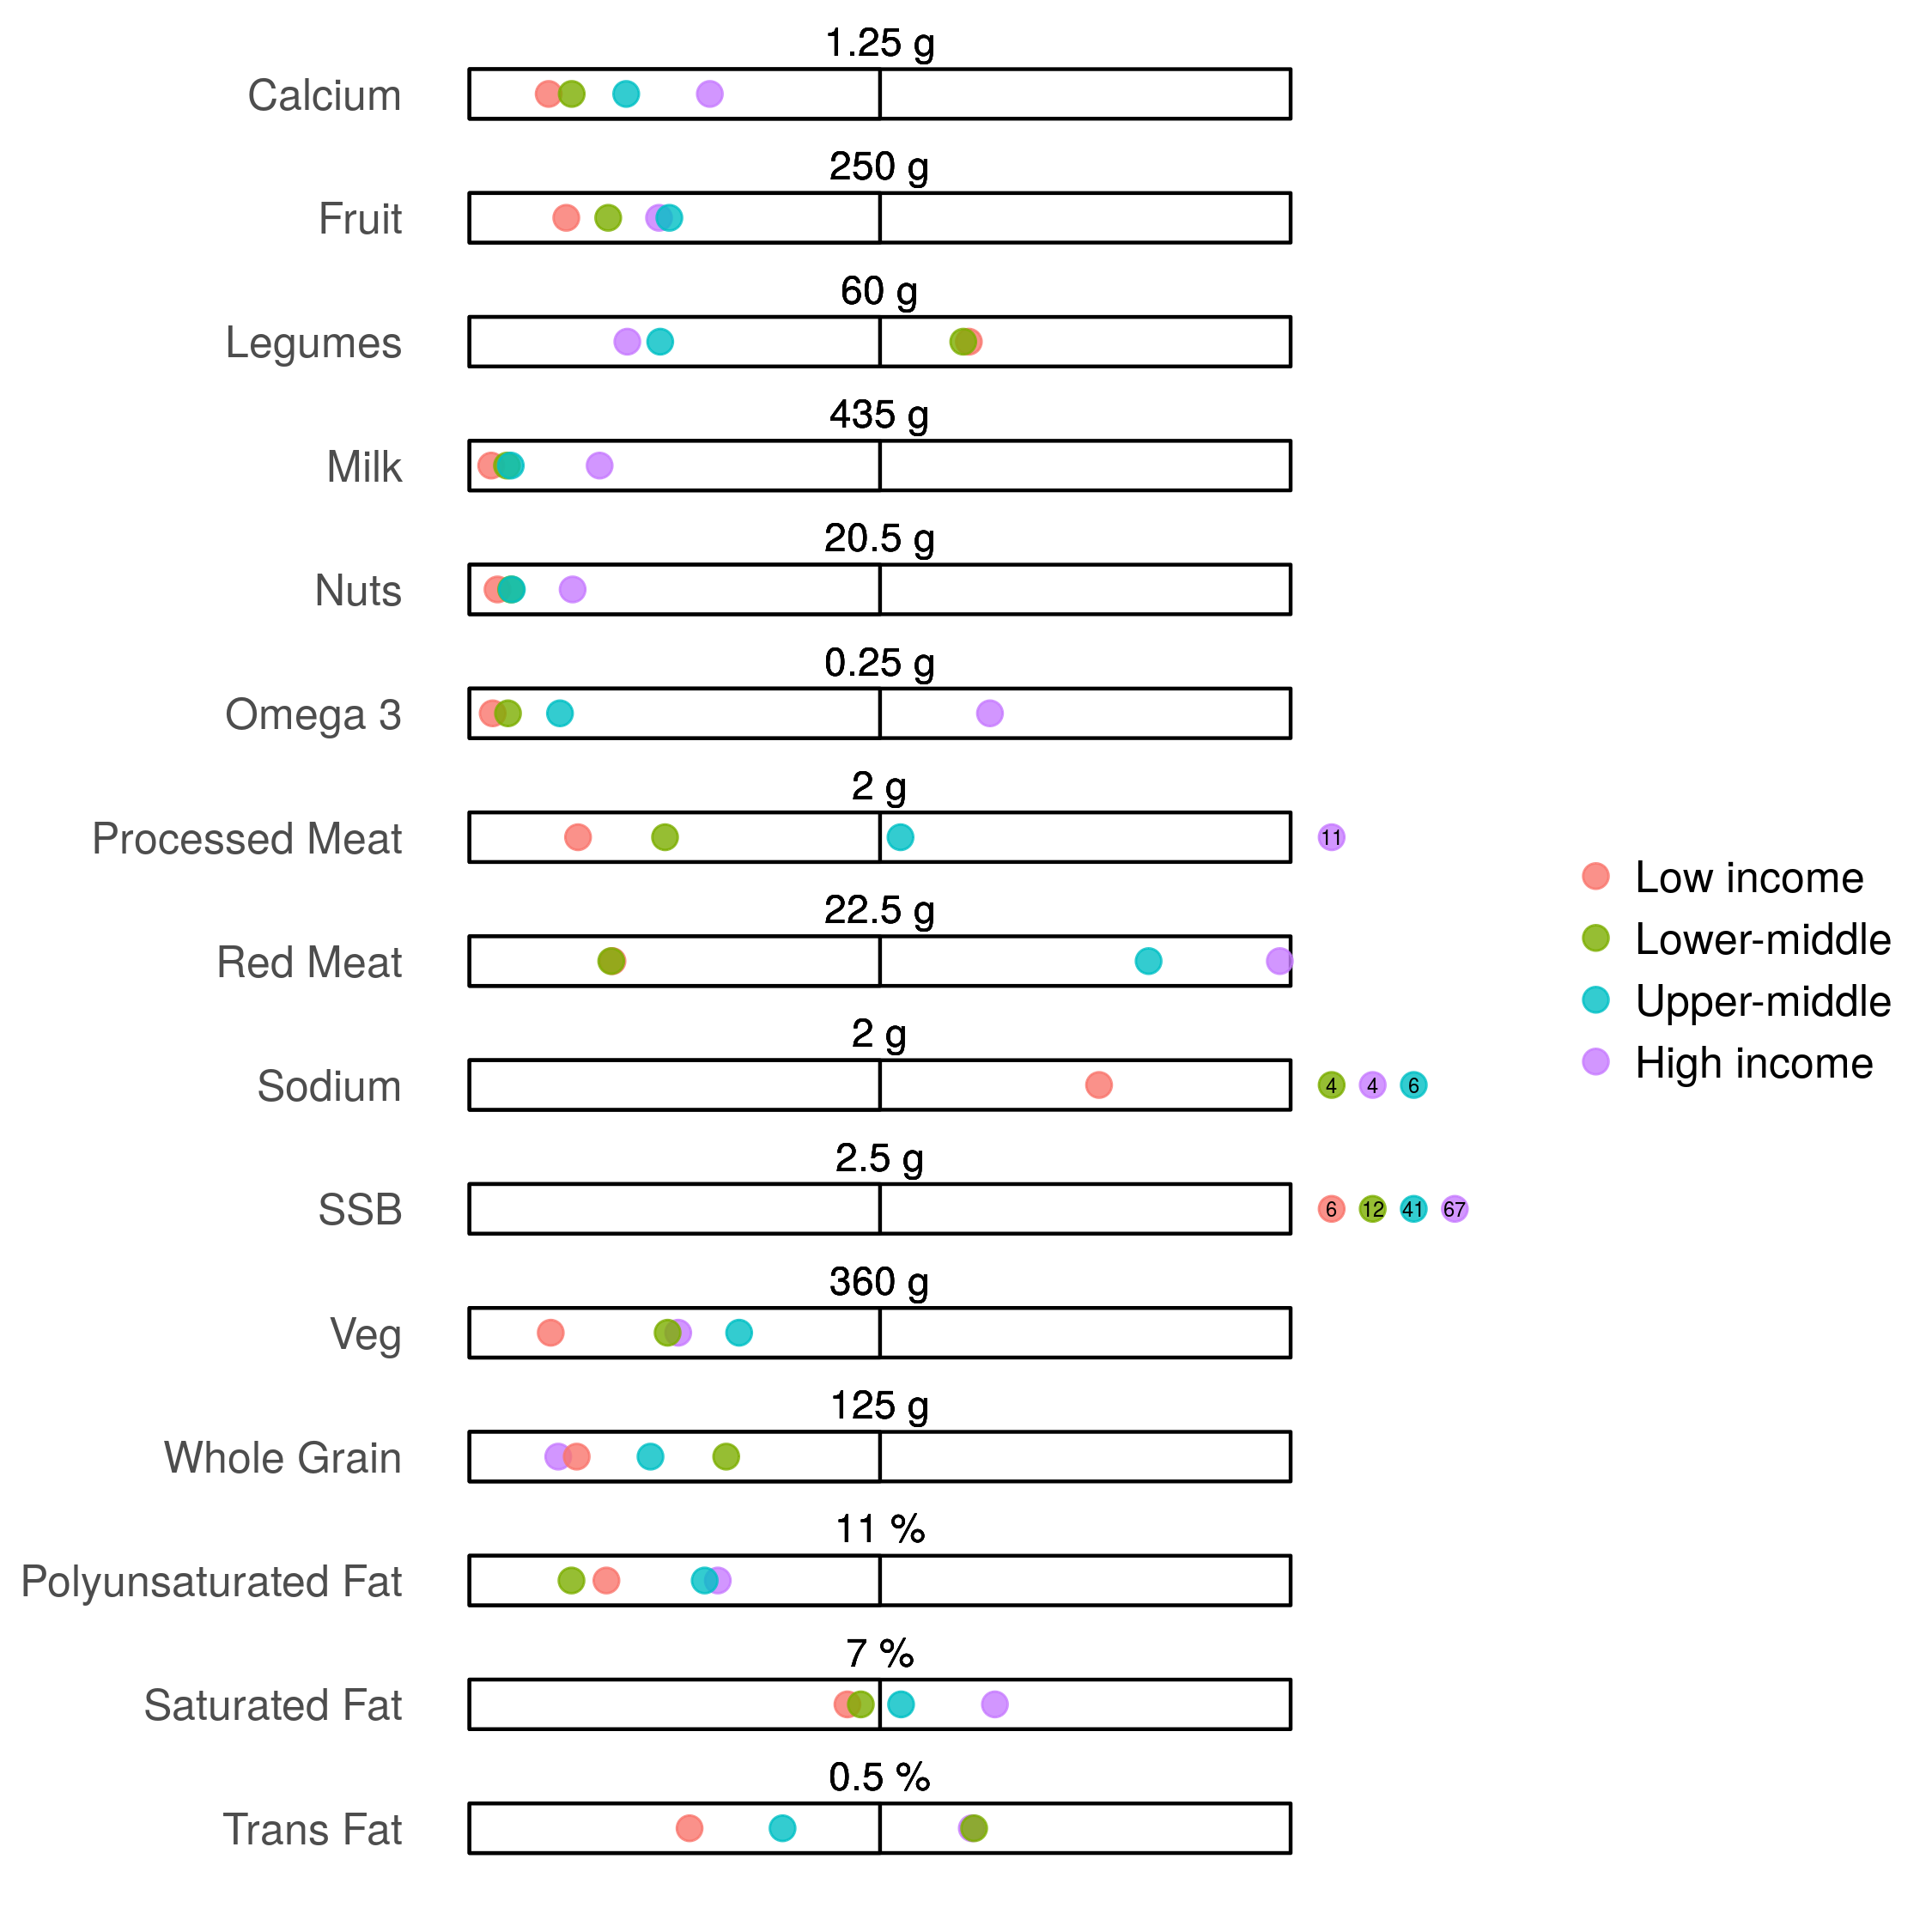 1.25 g
Calcium
250 g
Fruit
60 g
Legumes
435 g
Milk
20.5 g
Nuts
0.25 g
Omega 3
2 g
Processed Meat
11
22.5 g
Red Meat
2 g
Sodium
4 4 6
2.5 g
SSB
6 12 41 67
360 g
Veg
125 g
Whole Grain
11 %
Polyunsaturated Fat
7 %
Saturated Fat
0.5 %
Trans Fat
Low income
Lower-middle
Upper-middle
High income